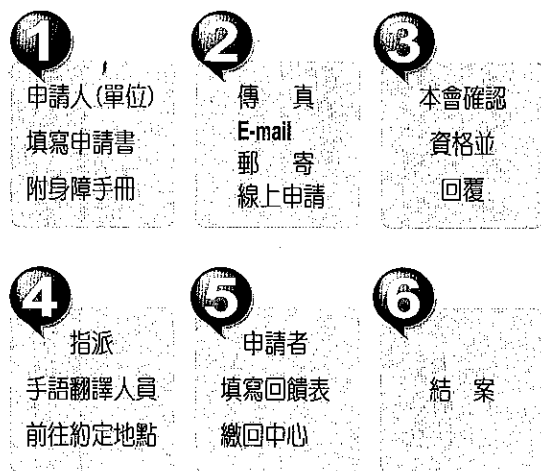 1
申請人(單位)
填寫申請書
附身障手冊
2
傳 真
E-mail
郵 寄
線上申請
3
本會確認
資格並
回覆
4
指派
手語翻譯人員
前往約定地點
5
申請者
填寫回饋表
繳回中心
6
結 案